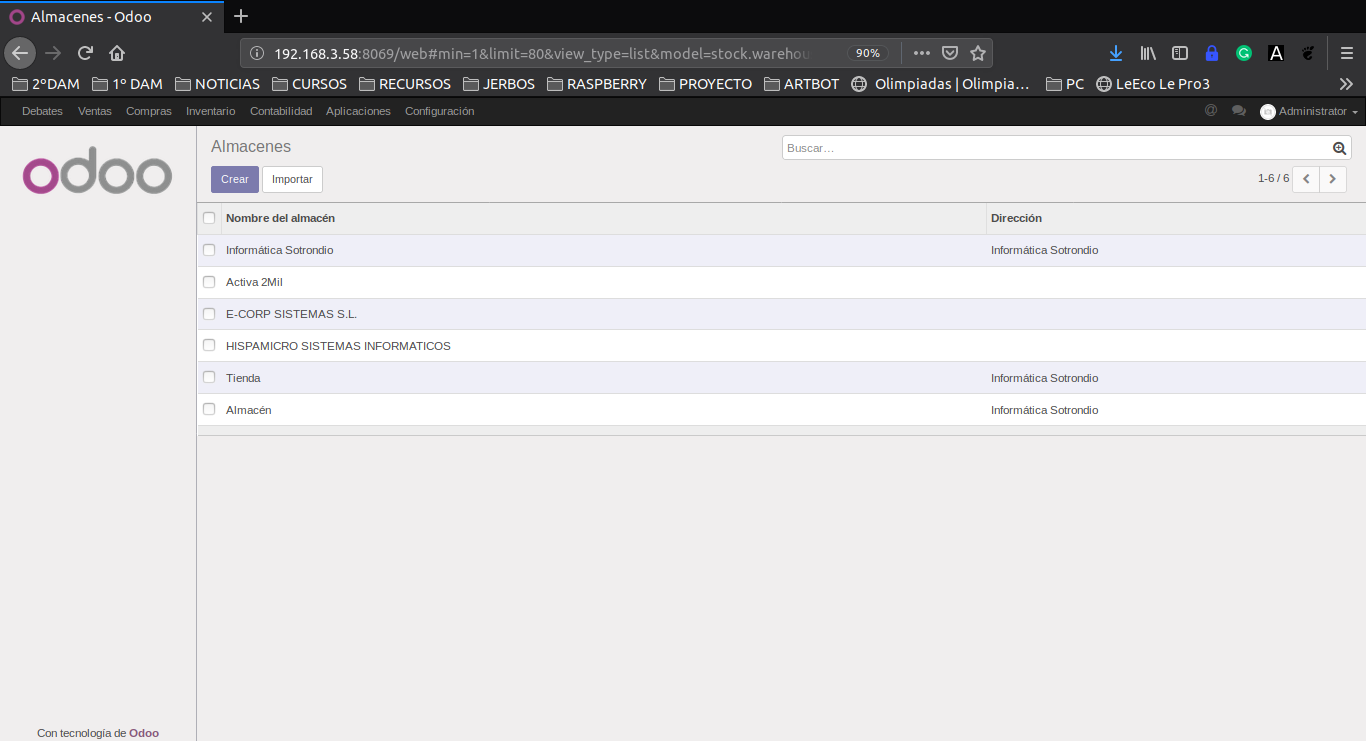 Almacenes - Odoo
192.168.3.58:8069/web#min=1&limit=80&view_type=list&model=stock.warehou 90%
2ºDAM 1º DAM NOTICIAS CURSOS RECURSOS JERBOS RASPBERRY PROYECTO ARTBOT Olimpiadas | Olimpia… PC LeEco Le Pro3
Debates Ventas Compras Inventario Contabilidad Aplicaciones Configuración @ Administrator
odoo
Almacenes
Buscar...
Crear Importar
1-6 / 6
Nombre del almacén Dirección
Informática Sotrondio Informática Sotrondio
Activa 2Mil
E-CORP SISTEMAS S.L.
HISPAMICRO SISTEMAS INFORMATICOS
Tienda Informática Sotrondio
Almacén Informática Sotrondio
Con tecnología de Odoo